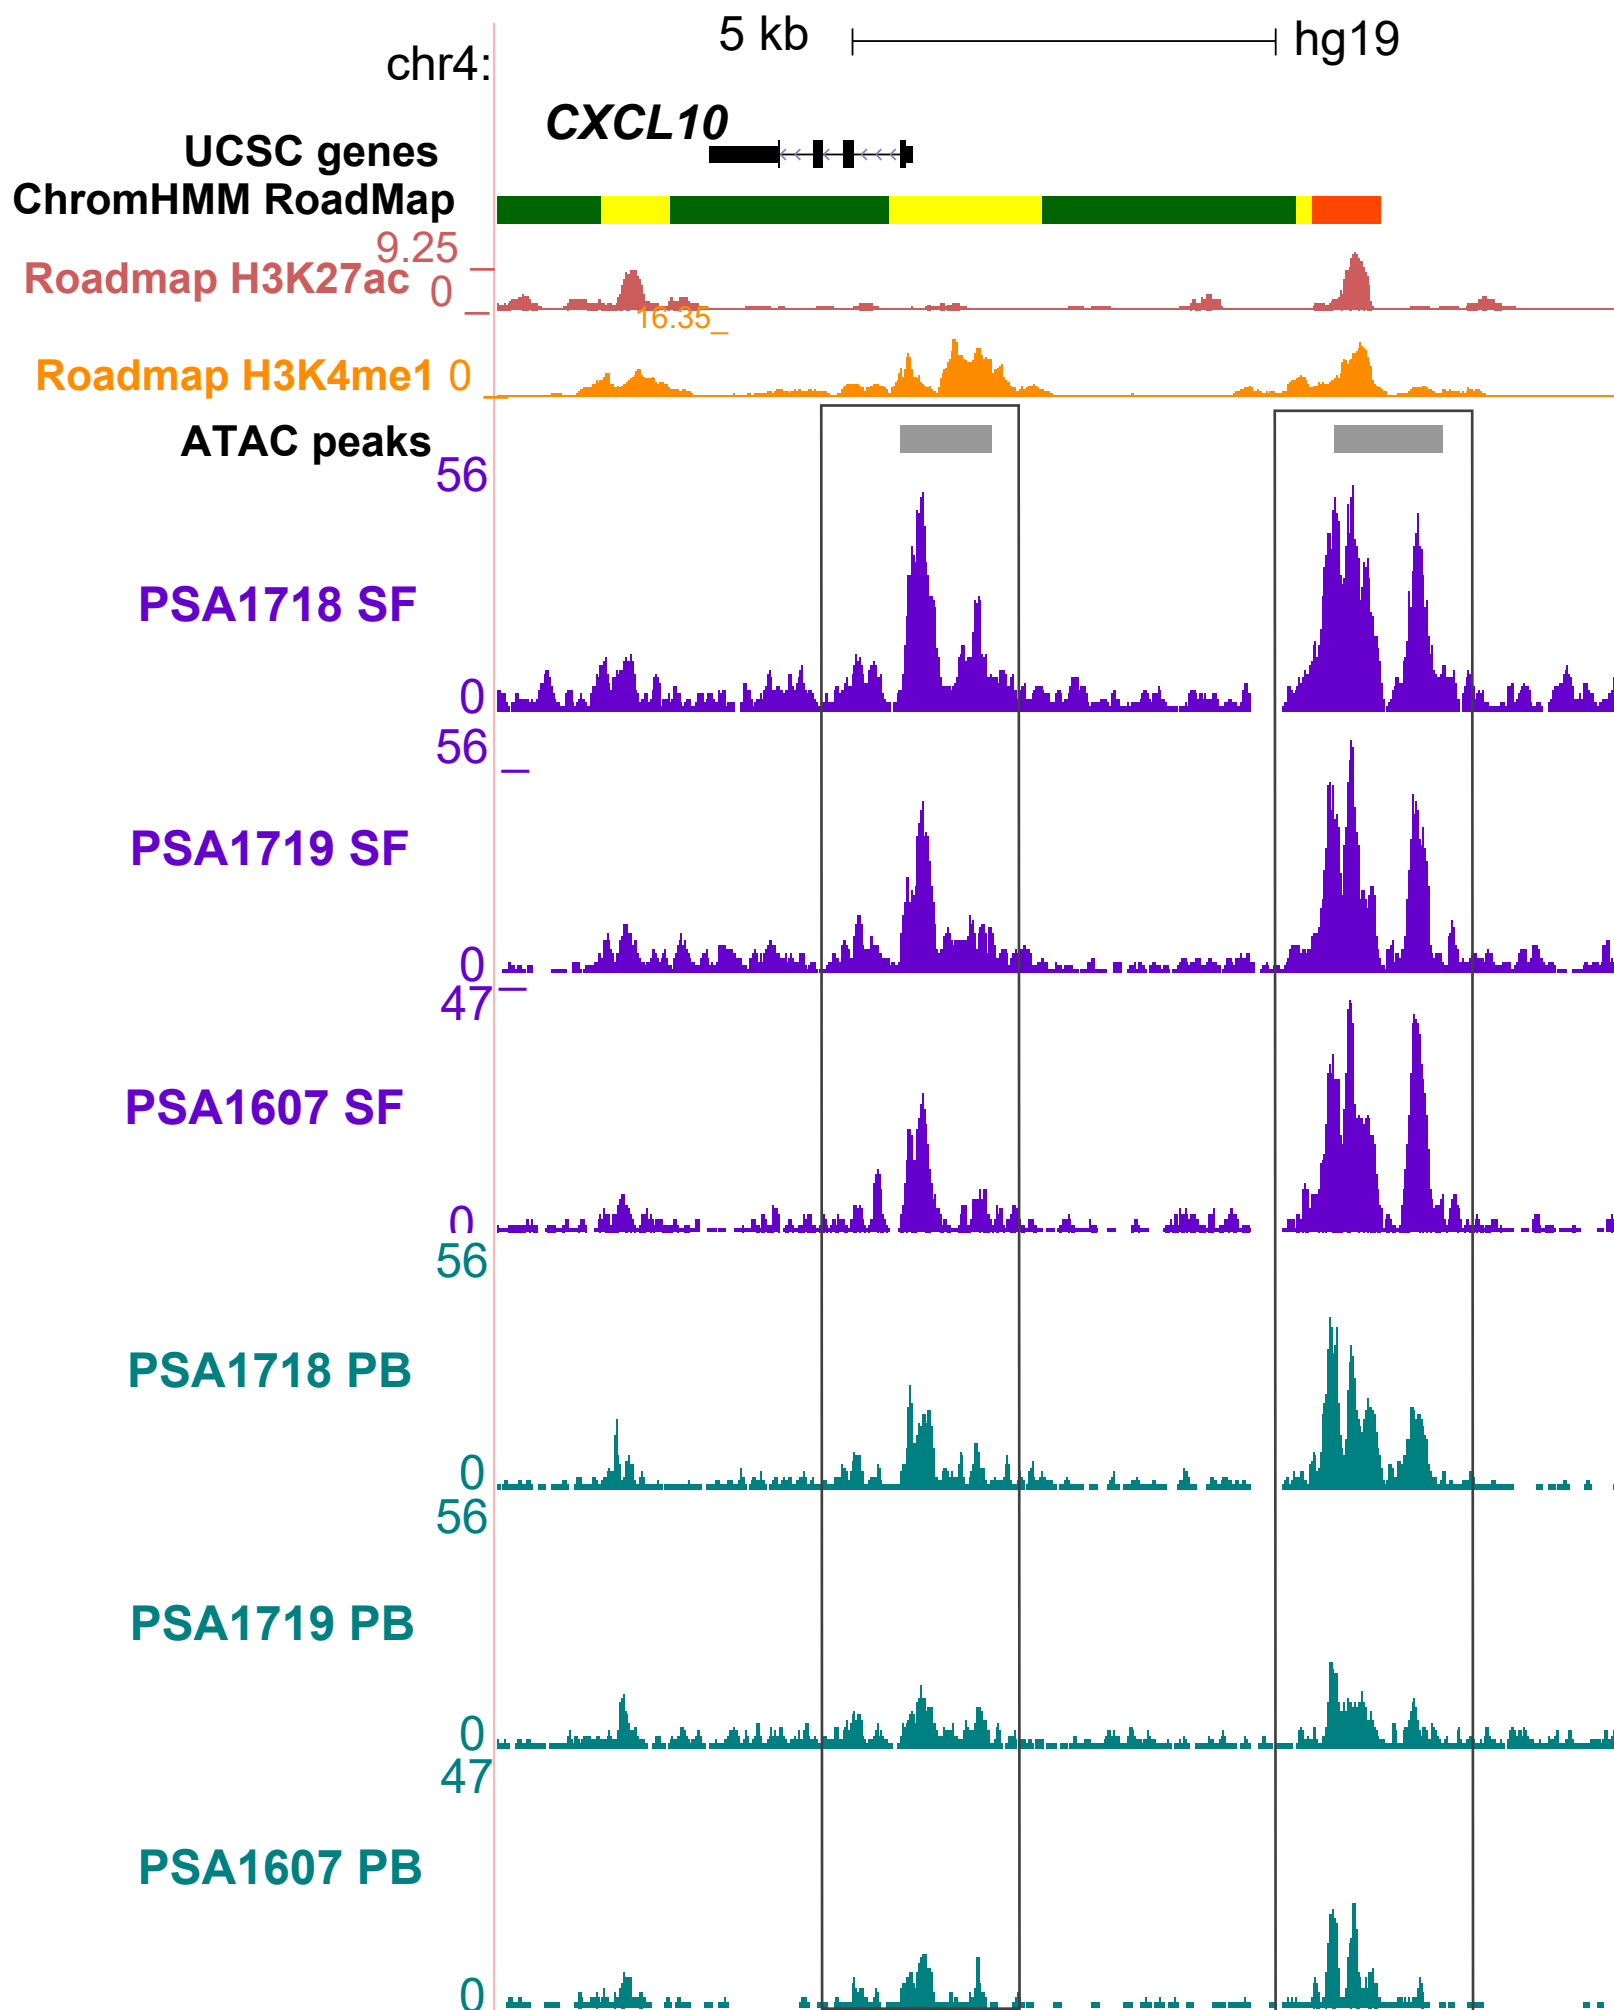 5 kb hg19
chr4:
CXCL10
UCSC genes
ChromHMM RoadMap
9.25
Roadmap H3K27ac 0
16.35
Roadmap H3K4me1 0
ATAC peaks
56
PSA1718 SF
0
56
PSA1719 SF
0
47
PSA1607 SF
0
56
PSA1718 PB
0
56
PSA1719 PB
0
47
PSA1607 PB
0